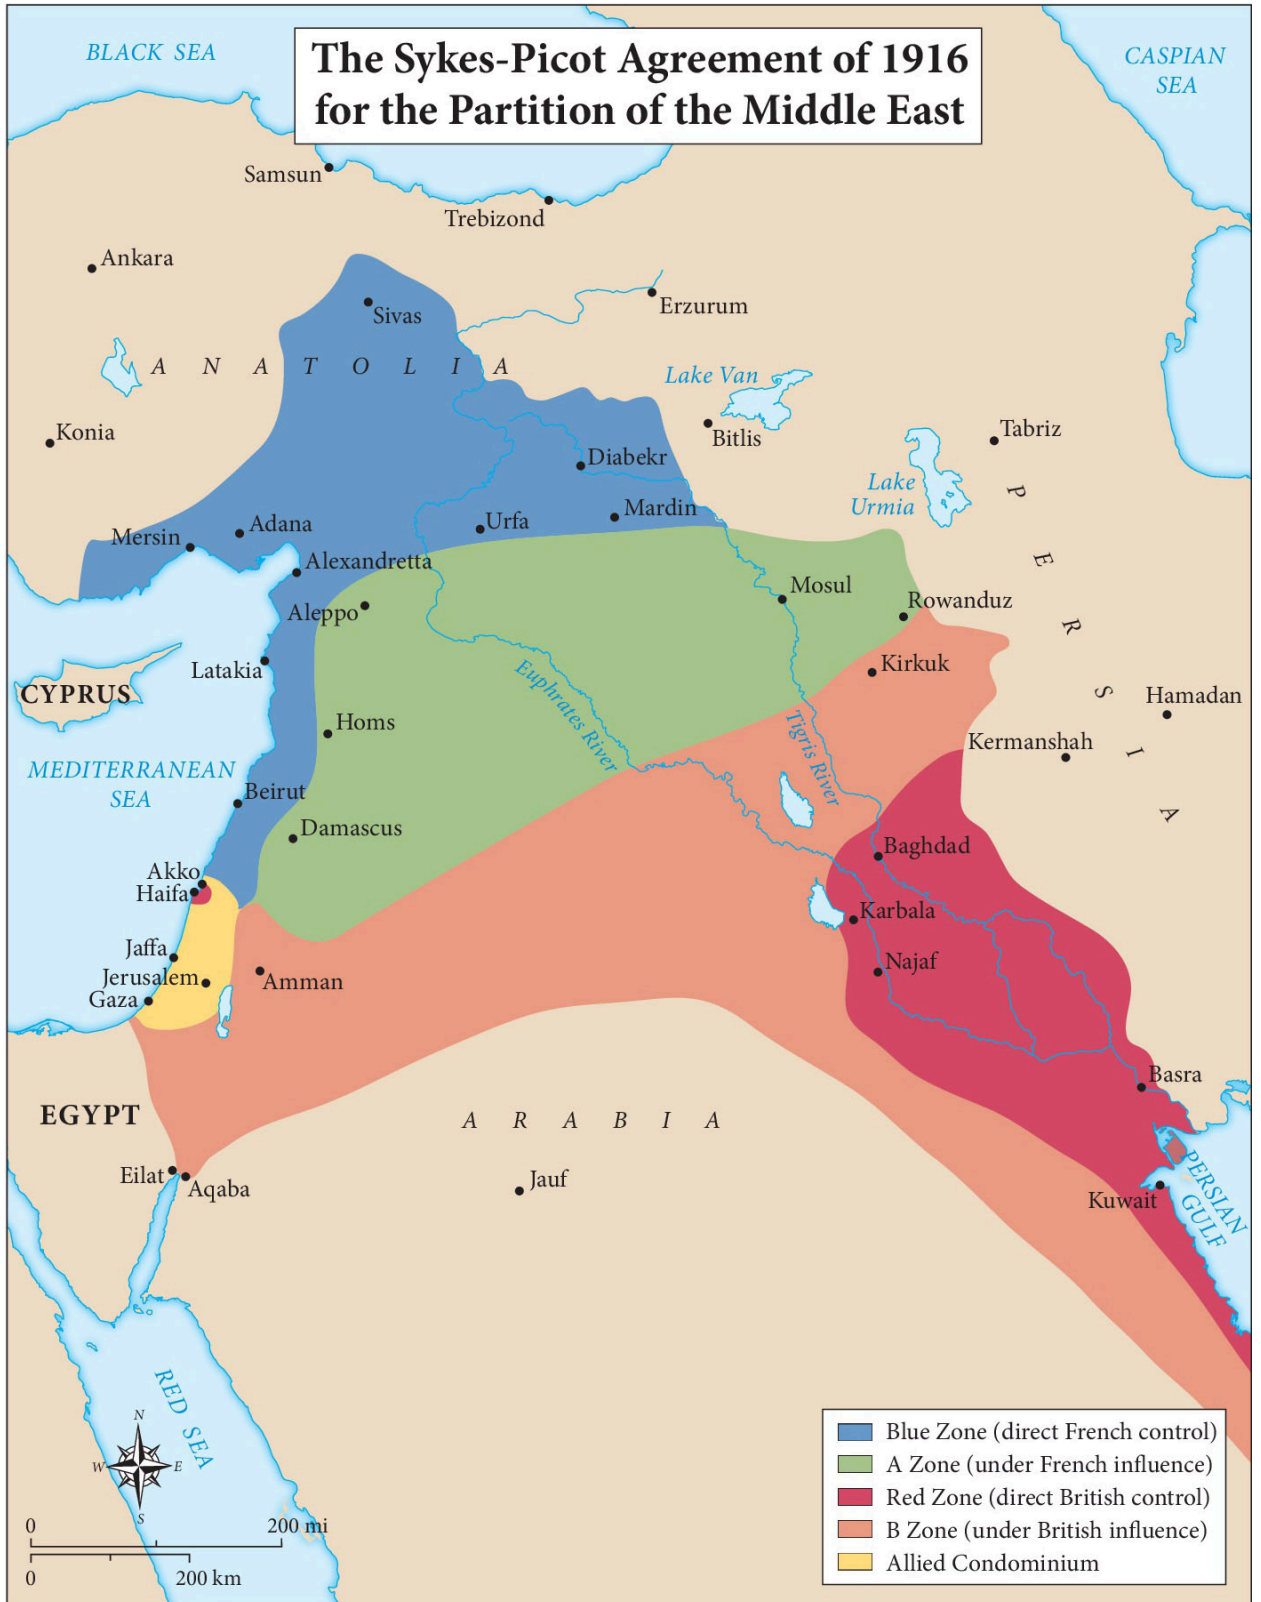 The Sykes-Picot Agreement of 1916
for the Partition of the Middle East
BLACK SEA
CASPIAN
SEA
Samsun
Trebizond
Ankara
Sivas
Erzurum
ANATOLIA
Lake Van
Bitlis
Konia
Tabriz
Diabekr
Lake
Urmia
Mardin
Urfa
Adana
Mersin
Alexandretta
PERSIA
Mosul
Rowanduz
Aleppo
Latakia
Kirkuk
CYPRUS
Euphrates River
Tigris River
Hamadan
Homs
Kermanshah
MEDITERRANEAN
SEA
Beirut
Damascus
Baghdad
Akko
Haifa
Karbala
Jaffa
Najaf
Jerusalem
Amman
Gaza
Basra
EGYPT
ARABIA
Eilat
Aqaba
Jauf
Kuwait
PERSIAN
GULF
RED SEA
N
W
E
S
0
200 mi
0
200 km
Blue Zone (direct French control)
A Zone (under French influence)
Red Zone (direct British control)
B Zone (under British influence)
Allied Condominium